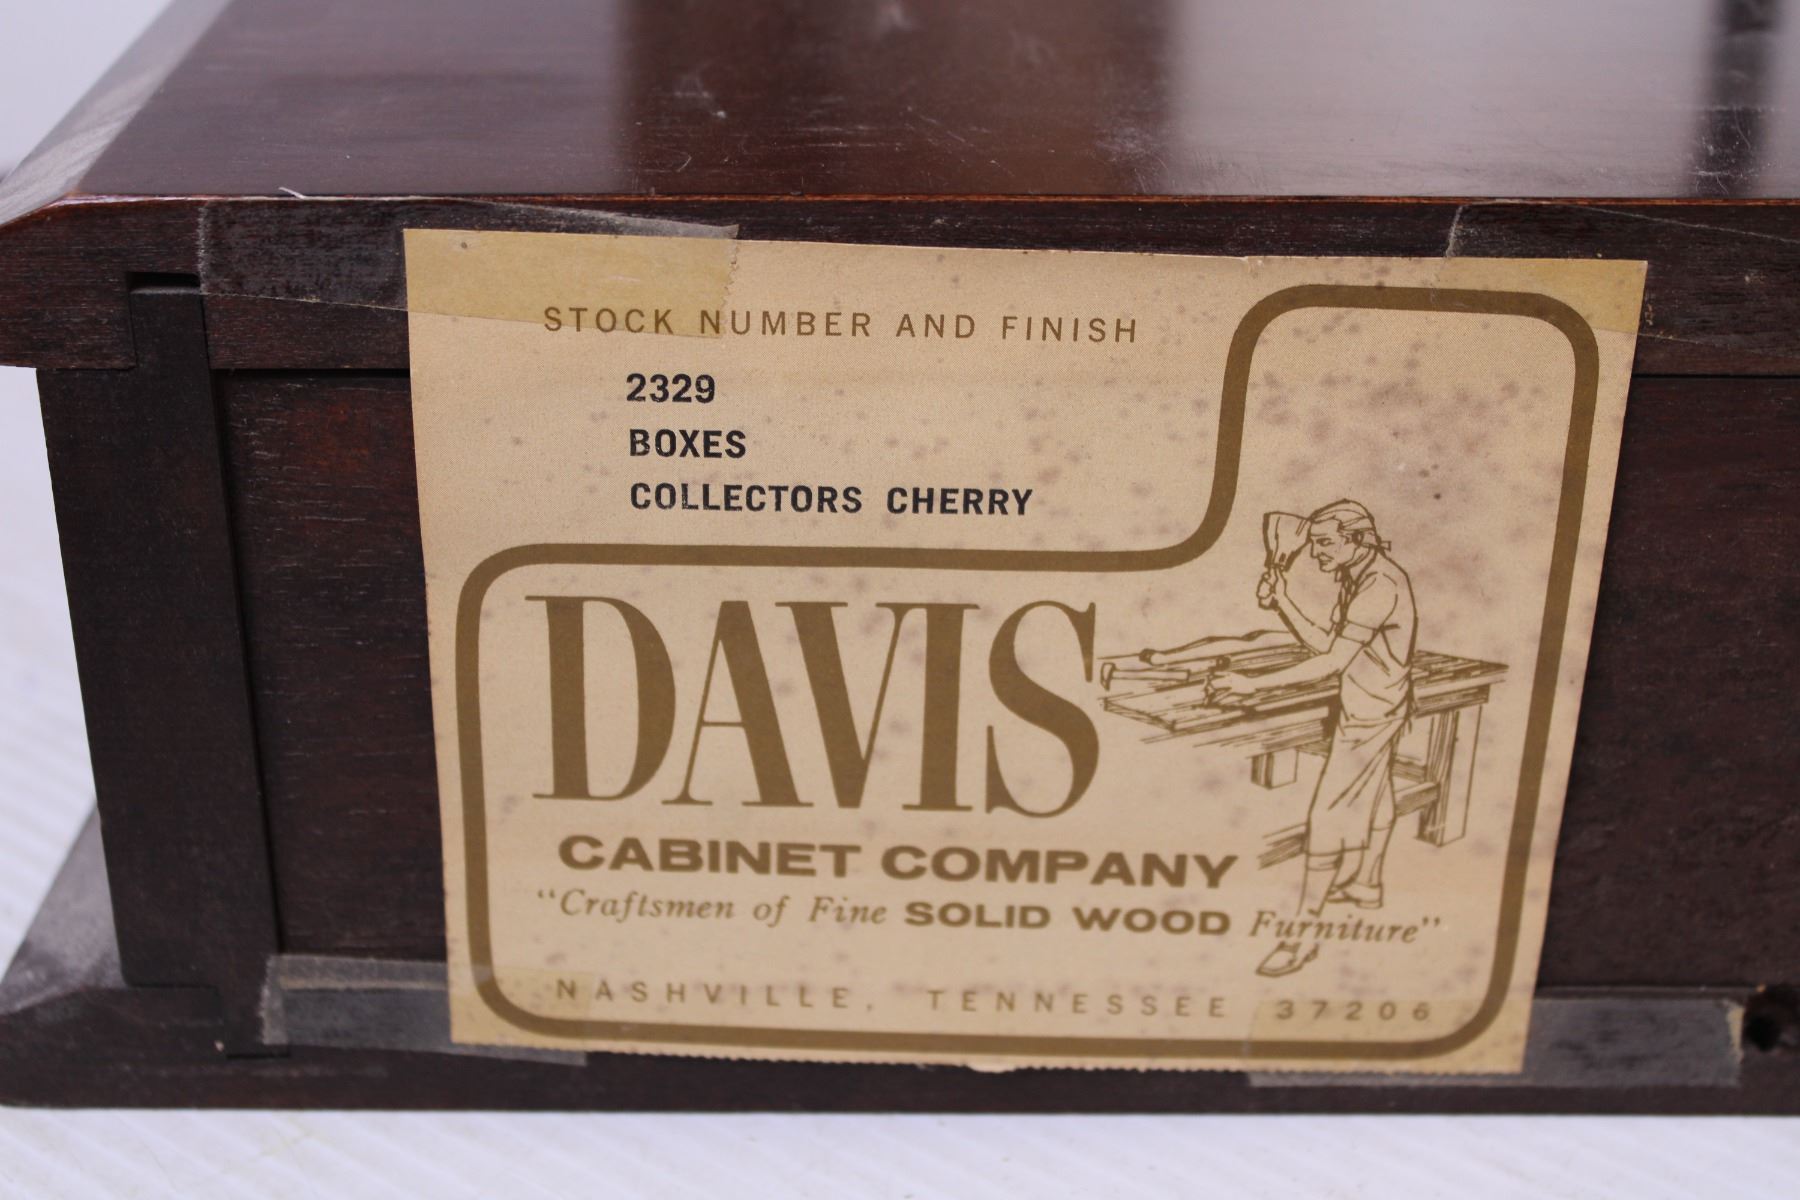 STOCK NUMBER AND FINISH
2329
BOXES
COLLECTORS CHERRY
DAVIS
CABINET COMPANY
“Craftsmen of Fine SOLID WOOD Furniture”
NASHVILLE, TENNESSEE 37206